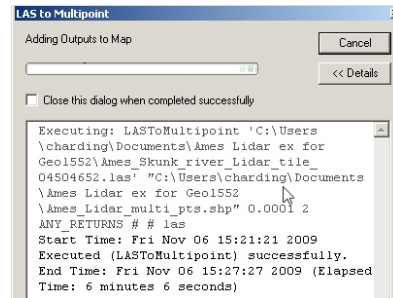 LAS to Multipoint
Adding Outputs to Map
Cancel
<< Details
Close this dialog when completed successfully
Executing: LASToMultipoint 'C:\Users
\charding\Documents\Ames Lidar ex for
Geol552\Ames_Skunk_river_Lidar_tile_
04504652.las' "C:\Users\charding\Documents
\Ames Lidar ex for Geol552
\Ames_Lidar_multi_pts.shp" 0.0001 2
ANY_RETURNS # # las
Start Time: Fri Nov 06 15:21:21 2009
Executed (LASToMultipoint) successfully.
End Time: Fri Nov 06 15:27:27 2009 (Elapsed
Time: 6 minutes 6 seconds)